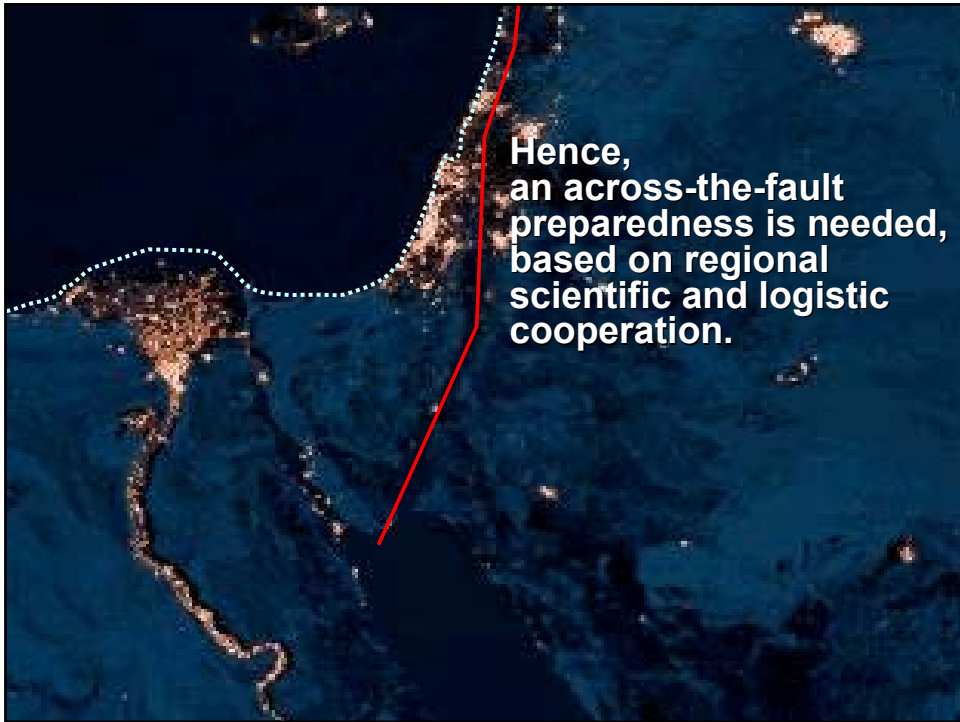 Hence,
an across-the-fault
preparedness is needed,
based on regional
scientific and logistic
cooperation.